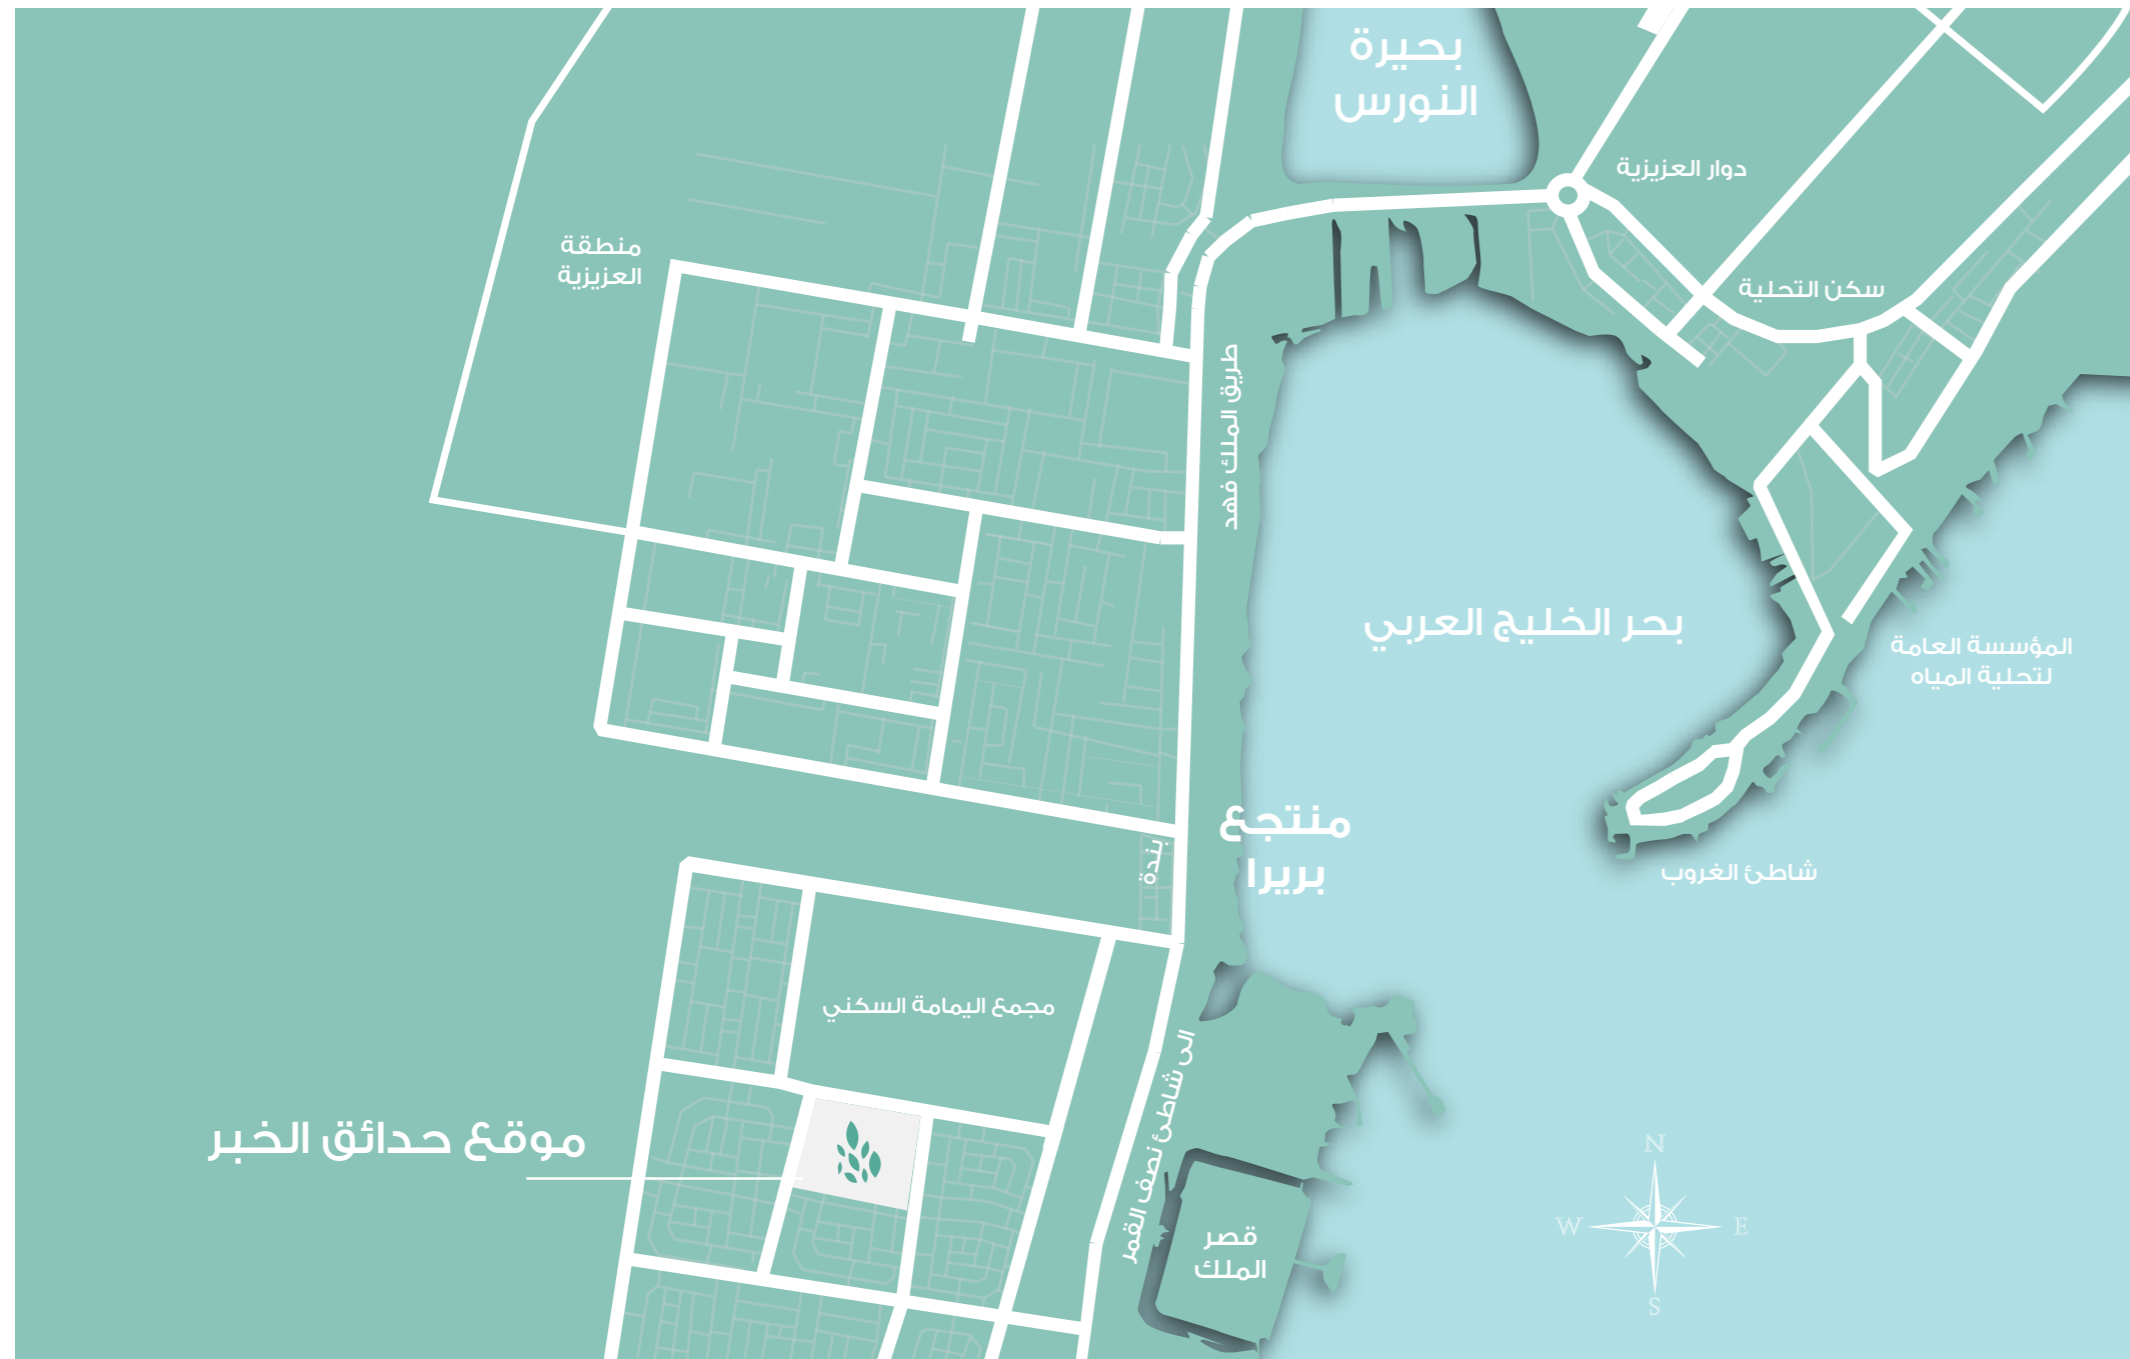 بحيرة
النورس
دوار العزيزية
منطقة
العزيزية
سكن التحلية
طريق الملك فهد
بحر الخليج العربي
المؤسسة العامة
لتحلية المياه
منتجع
بريرا
بندة
شاطئ الغروب
مجمع اليمامة السكني
الى شاطئ نصف القمر
موقع حدائق الخبر
قصر
الملك
N
W
E
S